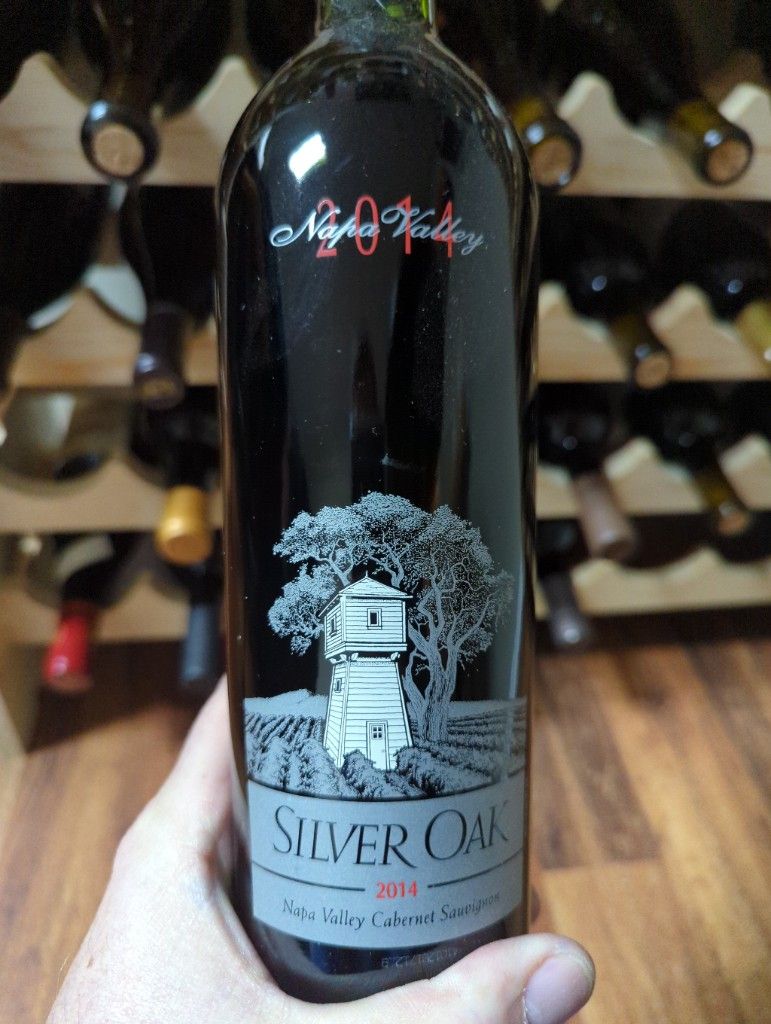 2014
Napa Valley
SILVER OAK
2014
Napa Valley Cabernet Sauvignon